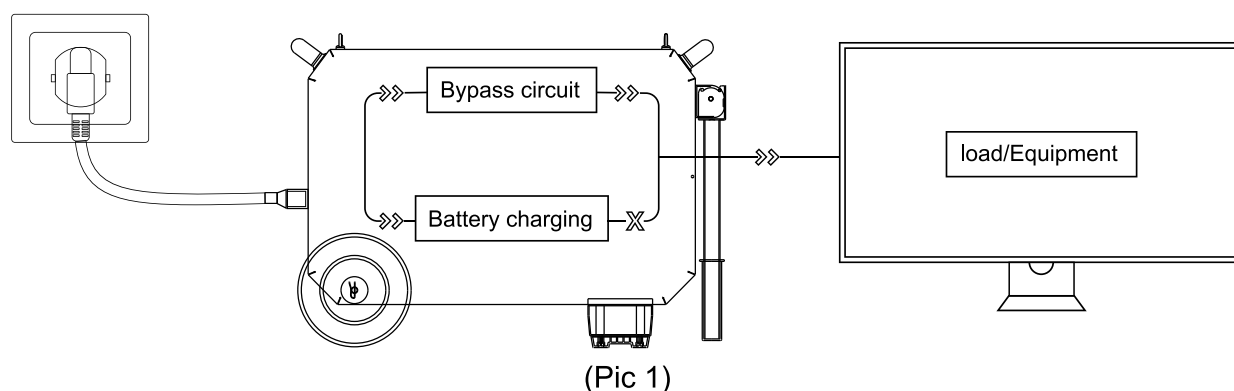 Bypass circuit
load/Equipment
Battery charging
X
(Pic 1)